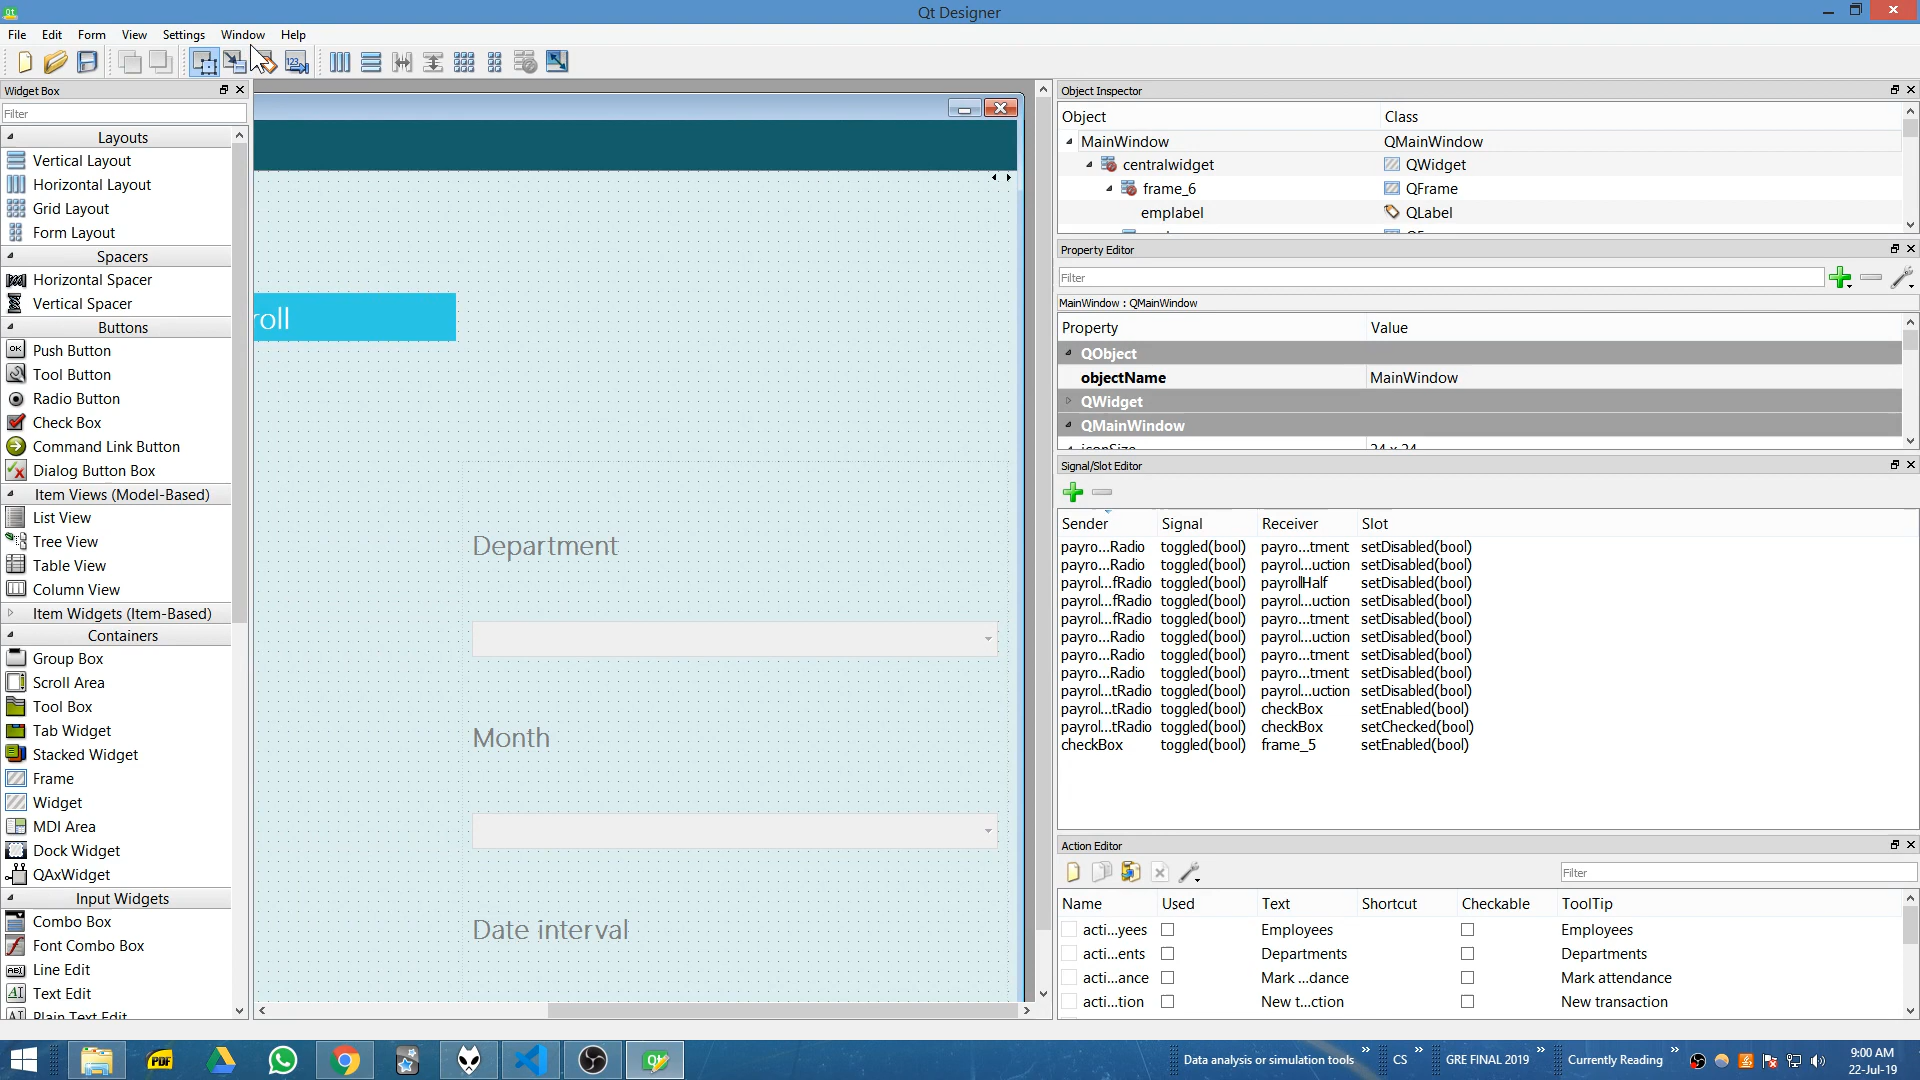 Qt Designer
File Edit Form View Settings Window Help
Widget Box
Filter
Layouts
Vertical Layout
Horizontal Layout
Grid Layout
Form Layout
Spacers
Horizontal Spacer
Vertical Spacer
Buttons
Push Button
Tool Button
Radio Button
Check Box
Command Link Button
Dialog Button Box
Item Views (Model-Based)
List View
Tree View
Table View
Column View
Item Widgets (Item-Based)
Containers
Group Box
Scroll Area
Tool Box
Tab Widget
Stacked Widget
Frame
Widget
MDI Area
Dock Widget
QAxWidget
Input Widgets
Combo Box
Font Combo Box
Line Edit
Text Edit
Plain Text Edit
roll
Department
Month
Date interval
Object Inspector
Object Class
MainWindow QMainWindow
centralwidget QWidget
frame_6 QFrame
emplabel QLabel
Property Editor
Filter
MainWindow : QMainWindow
Property Value
QObject
objectName MainWindow
QWidget
QMainWindow
iconSize 24 x 24
Signal/Slot Editor
Sender Signal Receiver Slot
payro...Radio toggled(bool) payro...tment setDisabled(bool)
payro...Radio toggled(bool) payrol...uction setDisabled(bool)
payrol...fRadio toggled(bool) payrollHalf setDisabled(bool)
payrol...fRadio toggled(bool) payrol...uction setDisabled(bool)
payrol...fRadio toggled(bool) payro...tment setDisabled(bool)
payro...Radio toggled(bool) payrol...uction setDisabled(bool)
payro...Radio toggled(bool) payro...tment setDisabled(bool)
payro...Radio toggled(bool) payro...tment setDisabled(bool)
payrol...tRadio toggled(bool) payrol...uction setDisabled(bool)
payrol...tRadio toggled(bool) checkBox setEnabled(bool)
payrol...tRadio toggled(bool) checkBox setChecked(bool)
checkBox toggled(bool) frame_5 setEnabled(bool)
Action Editor
Filter
Name Used Text Shortcut Checkable ToolTip
acti...yees Employees Employees
acti...ents Departments Departments
acti...ance Mark ...dance Mark attendance
acti...tion New t...ction New transaction
PDF
Data analysis or simulation tools
CS
GRE FINAL 2019
Currently Reading
9:00 AM
22-Jul-19